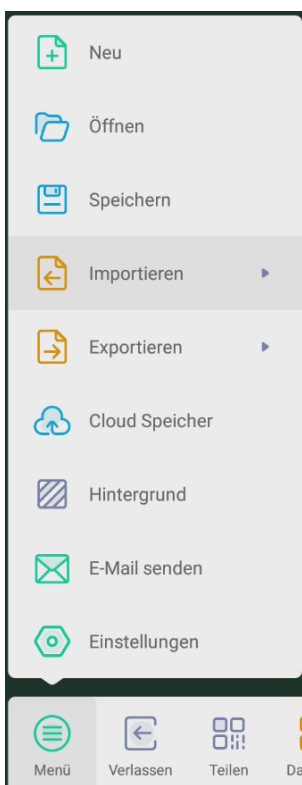 Neu
Öffnen
Speichern
Importieren
Exportieren
Cloud Speicher
Hintergrund
E-Mail senden
Einstellungen
Menü Verlassen Teilen